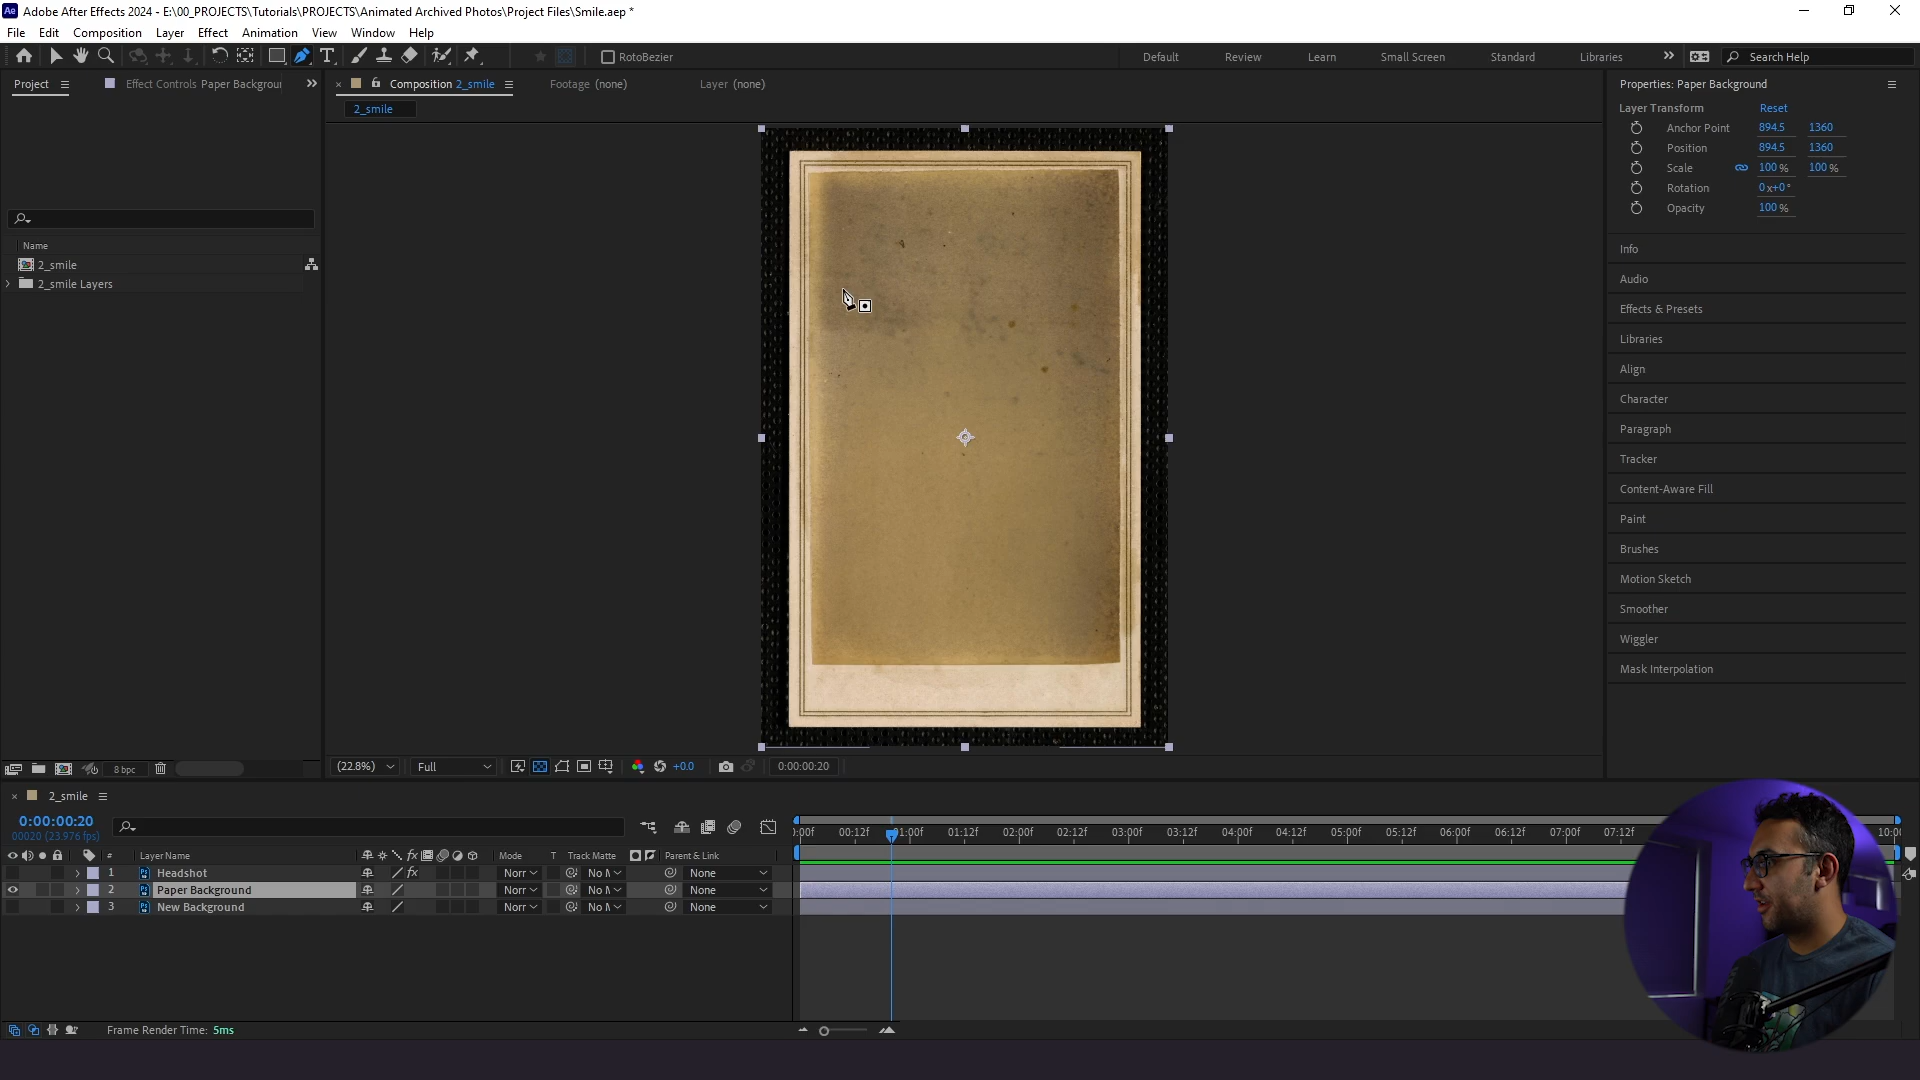 Ae Adobe After Effects 2024 - E:\00_PROJECTS\Tutorials\PROJECTS\Animated Archived Photos\Project Files\Smile.aep *
File Edit Composition Layer Effect Animation View Window Help
RotoBezier Default Review Learn Small Screen Standard Libraries Search Help
Project Effect Controls Paper Backgroun Composition 2_smile Footage (none) Layer (none) Properties: Paper Background
2_smile
Layer Transform Reset
Anchor Point 894.5 1360
Position 894.5 1360
Scale 100 % 100 %
Rotation 0x+0°
Opacity 100 %
Name
2_smile
2_smile Layers
Info
Audio
Effects & Presets
Libraries
Align
Character
Paragraph
Tracker
Content-Aware Fill
Paint
Brushes
Motion Sketch
Smoother
Wiggler
Mask Interpolation
8 bpc (22.8%) Full +0.0 0:00:00:20
2_smile
0:00:00:20
00020 (23.976 fps)
:00f 00:12f 01:00f 01:12f 02:00f 02:12f 03:00f 03:12f 04:00f 04:12f 05:00f 05:12f 06:00f 06:12f 07:00f 07:12f 10:0
# Layer Name fx Mode T Track Matte Parent & Link
1 Headshot fx Norr No M None
2 Paper Background Norr No M None
3 New Background Norr No M None
Frame Render Time: 5ms